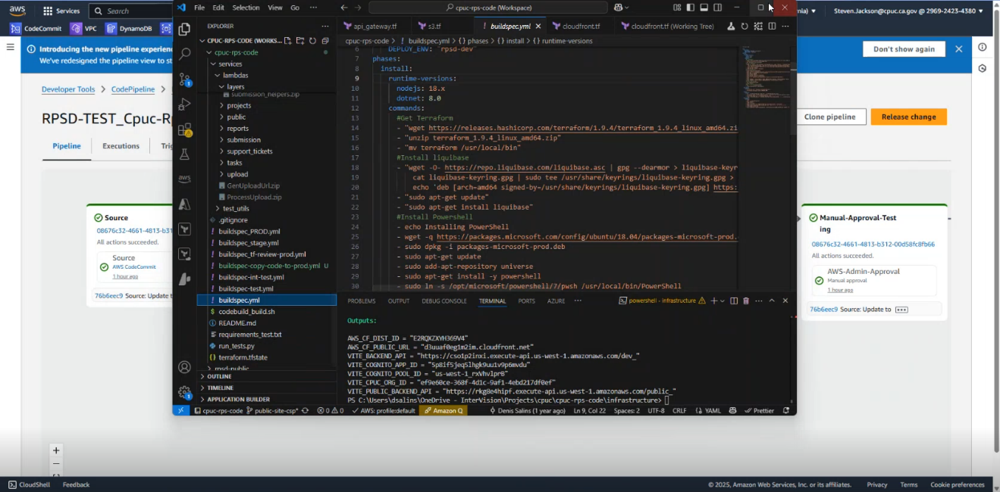 aws
Services
Search
CodeCommit
VPC
DynamoDB
Steven.Jackson@cpuc.ca.gov @ 2969-2423-4380
Introducing the new pipeline experien
We've redesigned the pipeline view to
Don't show again
Developer Tools
CodePipeline
RPSD-TEST_Cpuc-R
Clone pipeline
Release change
Pipeline
Executions
Source
08676c32-4661-4813-b31
All actions succeeded.
Source
AWS CodeCommit
1 hour ago
76b6eec9 Source: Update t
Manual-Approval-Test
ing
08676c32-4661-4813-b312-00d58fc8fb66
All actions succeeded.
AWS-Admin-Approval
Manual approval
1 hour ago
76b6eec9 Source: Update to
File Edit Selection View Go
cpuc-rps-code (Workspace)
EXPLORER
CPUC-RPS-CODE (WORKS...
cpuc-rps-code
services
lambdas
layers
submission_helpers.zip
projects
public
reports
submission
support_tickets
tasks
upload
GenUploadUrl.zip
ProcessUpload.zip
test_utils
.gitignore
buildspec_PROD.yml
buildspec_stage.yml
buildspec_tf-review-prod.yml
buildspec-copy-code-to-prod.yml U
buildspec-int-test.yml
buildspec-test.yml
buildspec.yml
codebuild_build.sh
README.md
requirements_test.txt
run_tests.py
terraform.tfstate
rpsd-public
OUTLINE
TIMELINE
APPLICATION BUILDER
api_gateway.tf
s3.tf
buildspec.yml
cloudfront.tf
cloudfront.tf (Working Tree)
cpuc-rps-code > ! buildspec.yml > {} phases > {} install > {} runtime-versions
6 DEPLOY_ENV: "rpsd-dev"
7 phases:
8 install:
9 runtime-versions:
10 nodejs: 18.x
11 dotnet: 8.0
12 commands:
13 #Get Terraform
14 - "wget https://releases.hashicorp.com/terraform/1.9.4/terraform_1.9.4_linux_amd64.zi
15 - "unzip terraform_1.9.4_linux_amd64.zip"
16 - "mv terraform /usr/local/bin"
17 #Install liquibase
18 - "wget -O- https://repo.liquibase.com/liquibase.asc | gpg --dearmor > liquibase-keyr
19 cat liquibase-keyring.gpg | sudo tee /usr/share/keyrings/liquibase-keyring.gpg >
20 echo 'deb [arch=amd64 signed-by=/usr/share/keyrings/liquibase-keyring.gpg] https:
21 - "sudo apt-get update"
22 - "sudo apt-get install liquibase"
23 #Install Powershell
24 - echo Installing PowerShell
25 - wget -q https://packages.microsoft.com/config/ubuntu/18.04/packages-microsoft-prod.
26 - sudo dpkg -i packages-microsoft-prod.deb
27 - sudo apt-get update
28 - sudo add-apt-repository universe
29 - sudo apt-get install -y powershell
30 - sudo ln -s /opt/microsoft/powershell/7/pwsh /usr/local/bin/PowerShell
PROBLEMS OUTPUT DEBUG CONSOLE TERMINAL PORTS AZURE
powershell - infrastructure
Outputs:
AWS_CF_DIST_ID = "E2RQXZXYH369V4"
AWS_CF_PUBLIC_URL = "d3uuaf0eg1m2im.cloudfront.net"
VITE_BACKEND_API = "https://cso1p2inxi.execute-api.us-west-1.amazonaws.com/dev_"
VITE_COGNITO_APP_ID = "5p8if5jeq5lhgk9uu1v9p6mvdu"
VITE_COGNITO_POOL_ID = "us-west-1_rxVhvlprB"
VITE_CPUC_ORG_ID = "ef9e60ce-368f-4d1c-9af1-4ebd217df0ef"
VITE_PUBLIC_BACKEND_API = "https://rkg8e4hipf.execute-api.us-west-1.amazonaws.com/public_"
PS C:\Users\dsalins\OneDrive - InterVision\Projects\cpuc\cpuc-rps-code\infrastructure>
cpuc-rps-code
public-site-csp*
0 0
AWS: profile:default
Amazon Q
Denis Salins (1 year ago)
Ln 9, Col 22
Spaces: 2
UTF-8
CRLF
YAML
Prettier
CloudShell
Feedback
© 2025, Amazon Web Services, Inc. or its affiliates.
Privacy
Terms
Cookie preferences